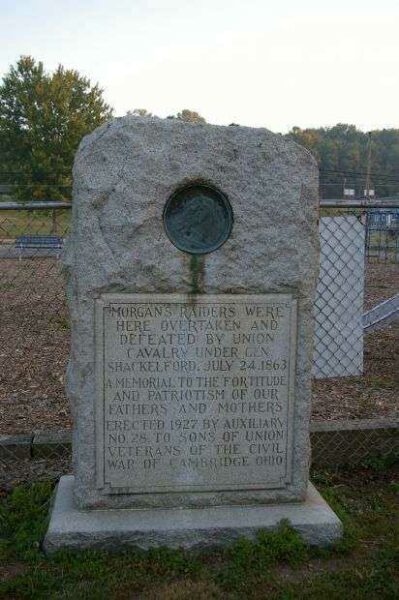 MORGAN'S RAIDERS WERE
HERE OVERTAKEN AND
DEFEATED BY UNION
CAVALRY UNDER GEN.
SHACKELFORD, JULY 24, 1863
A MEMORIAL TO THE FORTITUDE
AND PATRIOTISM OF OUR
FATHERS AND MOTHERS
ERECTED 1927 BY AUXILIARY
NO. 28 TO SONS OF UNION
VETERANS OF THE CIVIL
WAR OF CAMBRIDGE OHIO